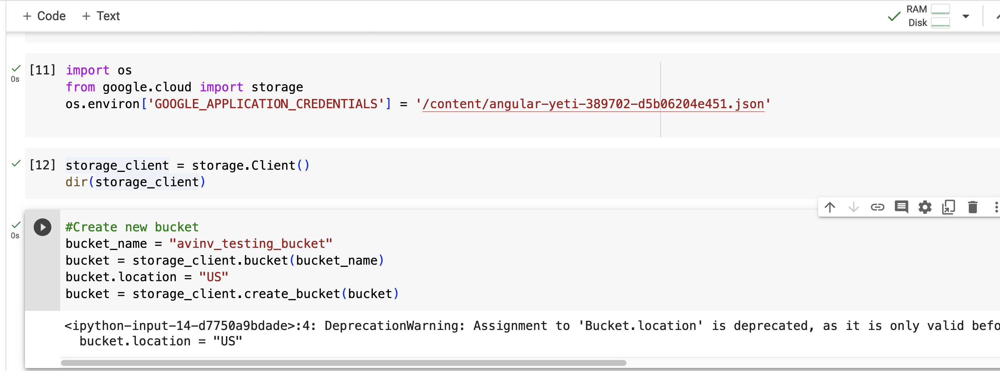 + Code + Text
RAM
Disk
[11] import os
0s
from google.cloud import storage
os.environ['GOOGLE_APPLICATION_CREDENTIALS'] = '/content/angular-yeti-389702-d5b06204e451.json'
[12] storage_client = storage.Client()
dir(storage_client)
#Create new bucket
0s
bucket_name = "avinv_testing_bucket"
bucket = storage_client.bucket(bucket_name)
bucket.location = "US"
bucket = storage_client.create_bucket(bucket)
<ipython-input-14-d7750a9bdade>:4: DeprecationWarning: Assignment to 'Bucket.location' is deprecated, as it is only valid befo
bucket.location = "US"